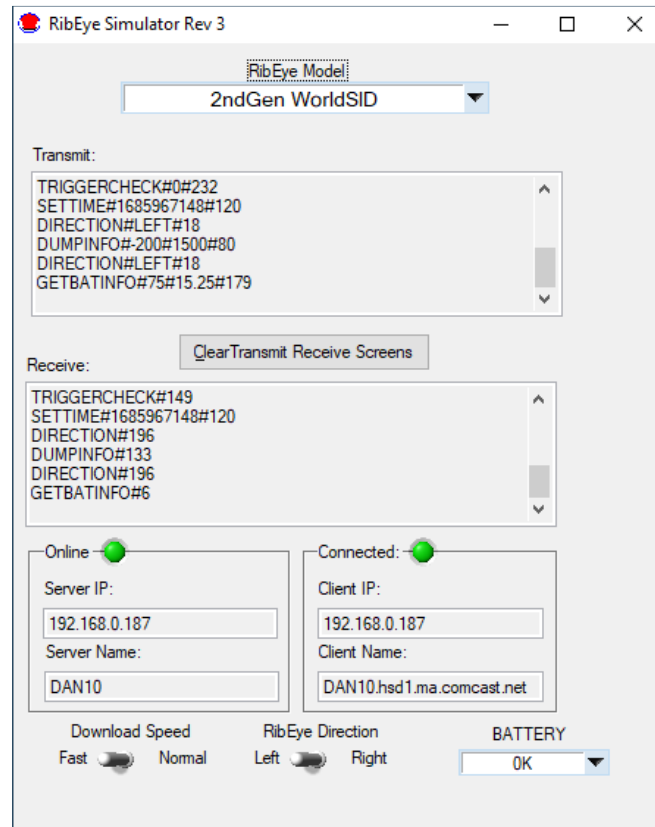 RibEye Simulator Rev 3
RibEye Model
2ndGen WorldSID
Transmit:
TRIGGERCHECK#0#232
SETTIME#1685967148#120
DIRECTION#LEFT#18
DUMPINFO#-200#1500#80
DIRECTION#LEFT#18
GETBATINFO#75#15.25#179
ClearTransmit Receive Screens
Receive:
TRIGGERCHECK#149
SETTIME#1685967148#120
DIRECTION#196
DUMPINFO#133
DIRECTION#196
GETBATINFO#6
Online Connected:
Server IP: Client IP:
192.168.0.187 192.168.0.187
Server Name: Client Name:
DAN10 DAN10.hsd1.ma.comcast.net
Download Speed RibEye Direction BATTERY
Fast Normal Left Right OK